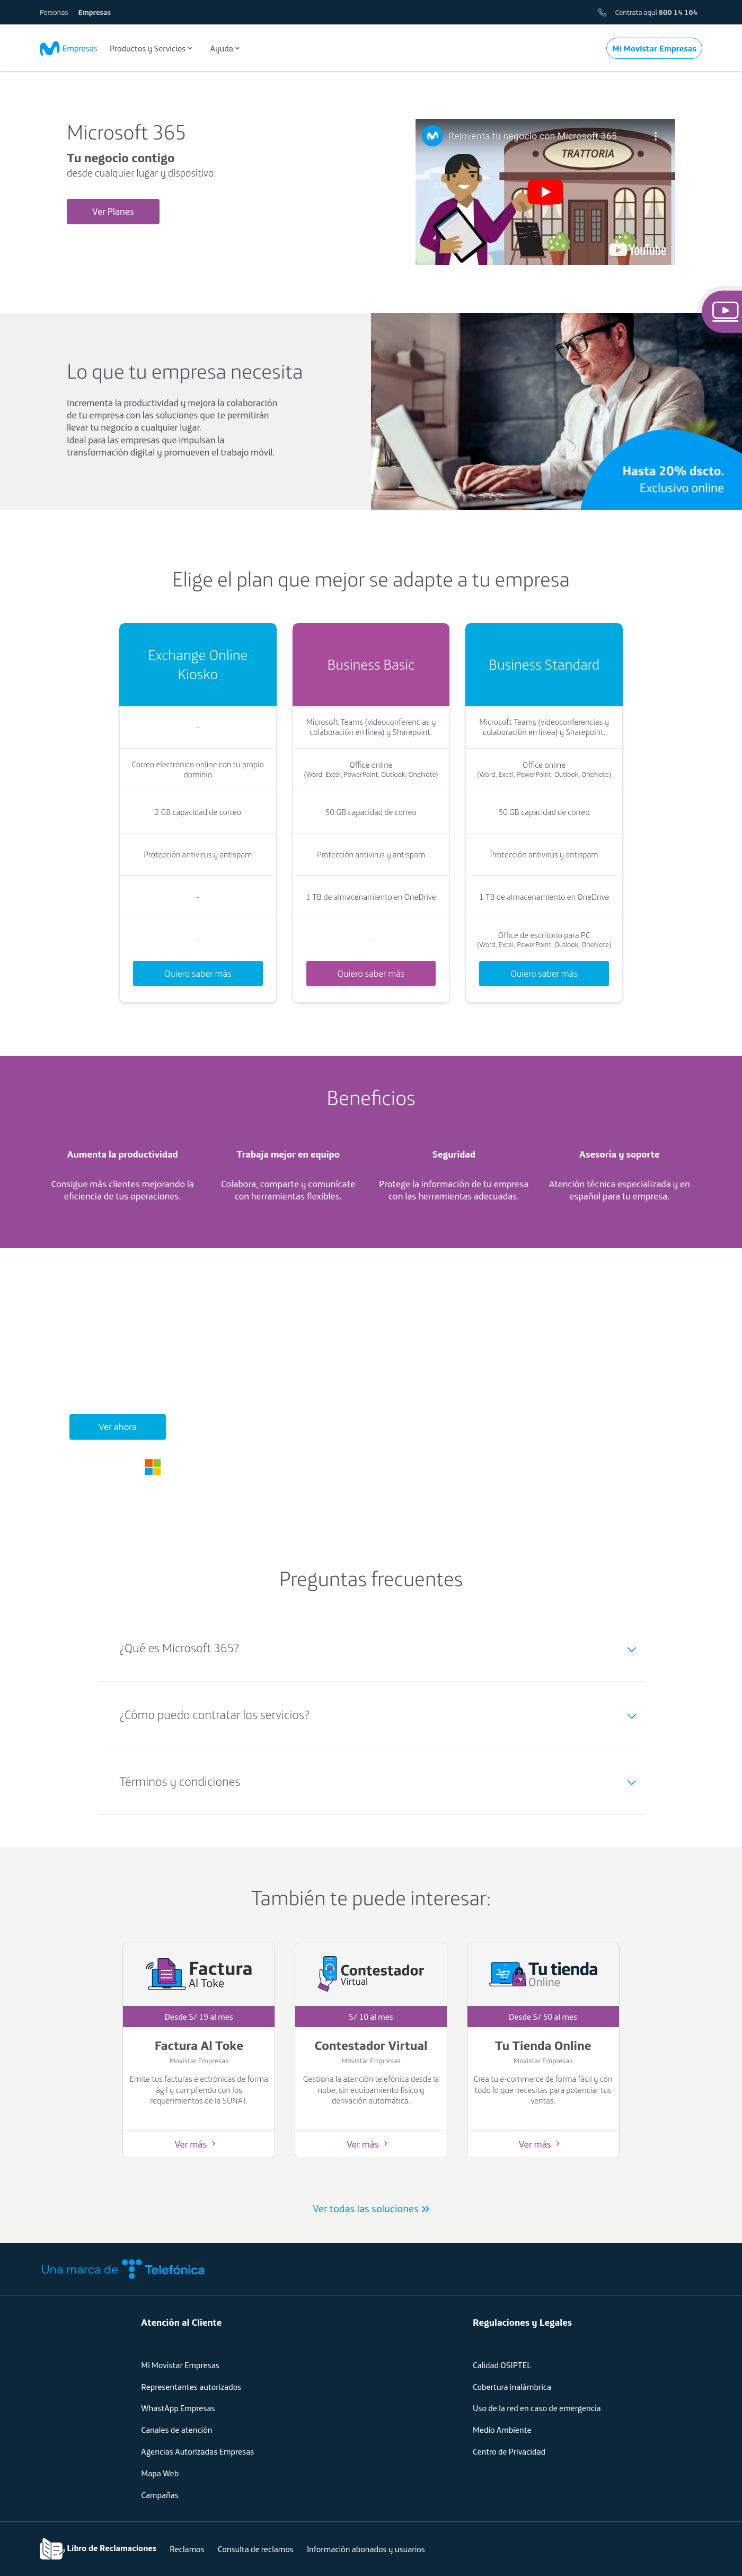 Personas Empresas
Contrata aquí 800 14 164
Empresas
Productos y Servicios
Ayuda
Mi Movistar Empresas
Microsoft 365
Tu negocio contigo
desde cualquier lugar y dispositivo.
Ver Planes
Reinventa tu negocio con Microsoft 365
TRATTORIA
YouTube
Lo que tu empresa necesita
Incrementa la productividad y mejora la colaboración
de tu empresa con las soluciones que te permitirán
llevar tu negocio a cualquier lugar.
Ideal para las empresas que impulsan la
transformación digital y promueven el trabajo móvil.
Hasta 20% dscto.
Exclusivo online
Elige el plan que mejor se adapte a tu empresa
Exchange Online
Kiosko
-
Correo electrónico online con tu propio
dominio
2 GB capacidad de correo
Protección antivirus y antispam
-
-
Quiero saber más
Business Basic
Microsoft Teams (videoconferencias y
colaboración en línea) y Sharepoint.
Office online
(Word, Excel, PowerPoint, Outlook, OneNote)
50 GB capacidad de correo
Protección antivirus y antispam
1 TB de almacenamiento en OneDrive
-
Quiero saber más
Business Standard
Microsoft Teams (videoconferencias y
colaboración en línea) y Sharepoint.
Office online
(Word, Excel, PowerPoint, Outlook, OneNote)
50 GB capacidad de correo
Protección antivirus y antispam
1 TB de almacenamiento en OneDrive
Office de escritorio para PC
(Word, Excel, PowerPoint, Outlook, OneNote)
Quiero saber más
Beneficios
Aumenta la productividad
Consigue más clientes mejorando la
eficiencia de tus operaciones.
Trabaja mejor en equipo
Colabora, comparte y comunícate
con herramientas flexibles.
Seguridad
Protege la información de tu empresa
con las herramientas adecuadas.
Asesoria y soporte
Atención técnica especializada y en
español para tu empresa.
Ver ahora
Preguntas frecuentes
¿Qué es Microsoft 365?
¿Cómo puedo contratar los servicios?
Términos y condiciones
También te puede interesar:
Factura
Al Toke
Desde S/ 19 al mes
Factura Al Toke
Movistar Empresas
Emite tus facturas electrónicas de forma
ágil y cumpliendo con los
requerimientos de la SUNAT.
Ver más
Contestador
Virtual
S/ 10 al mes
Contestador Virtual
Movistar Empresas
Gestiona la atención telefónica desde la
nube, sin equipamiento físico y
derivación automática.
Ver más
Tu tienda
Online
Desde S/ 50 al mes
Tu Tienda Online
Movistar Empresas
Crea tu e-commerce de forma fácil y con
todo lo que necesitas para potenciar tus
ventas.
Ver más
Ver todas las soluciones
Una marca de Telefónica
Atención al Cliente
Mi Movistar Empresas
Representantes autorizados
WhastApp Empresas
Canales de atención
Agencias Autorizadas Empresas
Mapa Web
Campañas
Regulaciones y Legales
Calidad OSIPTEL
Cobertura inalámbrica
Uso de la red en caso de emergencia
Medio Ambiente
Centro de Privacidad
Libro de Reclamaciones
Reclamos
Consulta de reclamos
Información abonados y usuarios